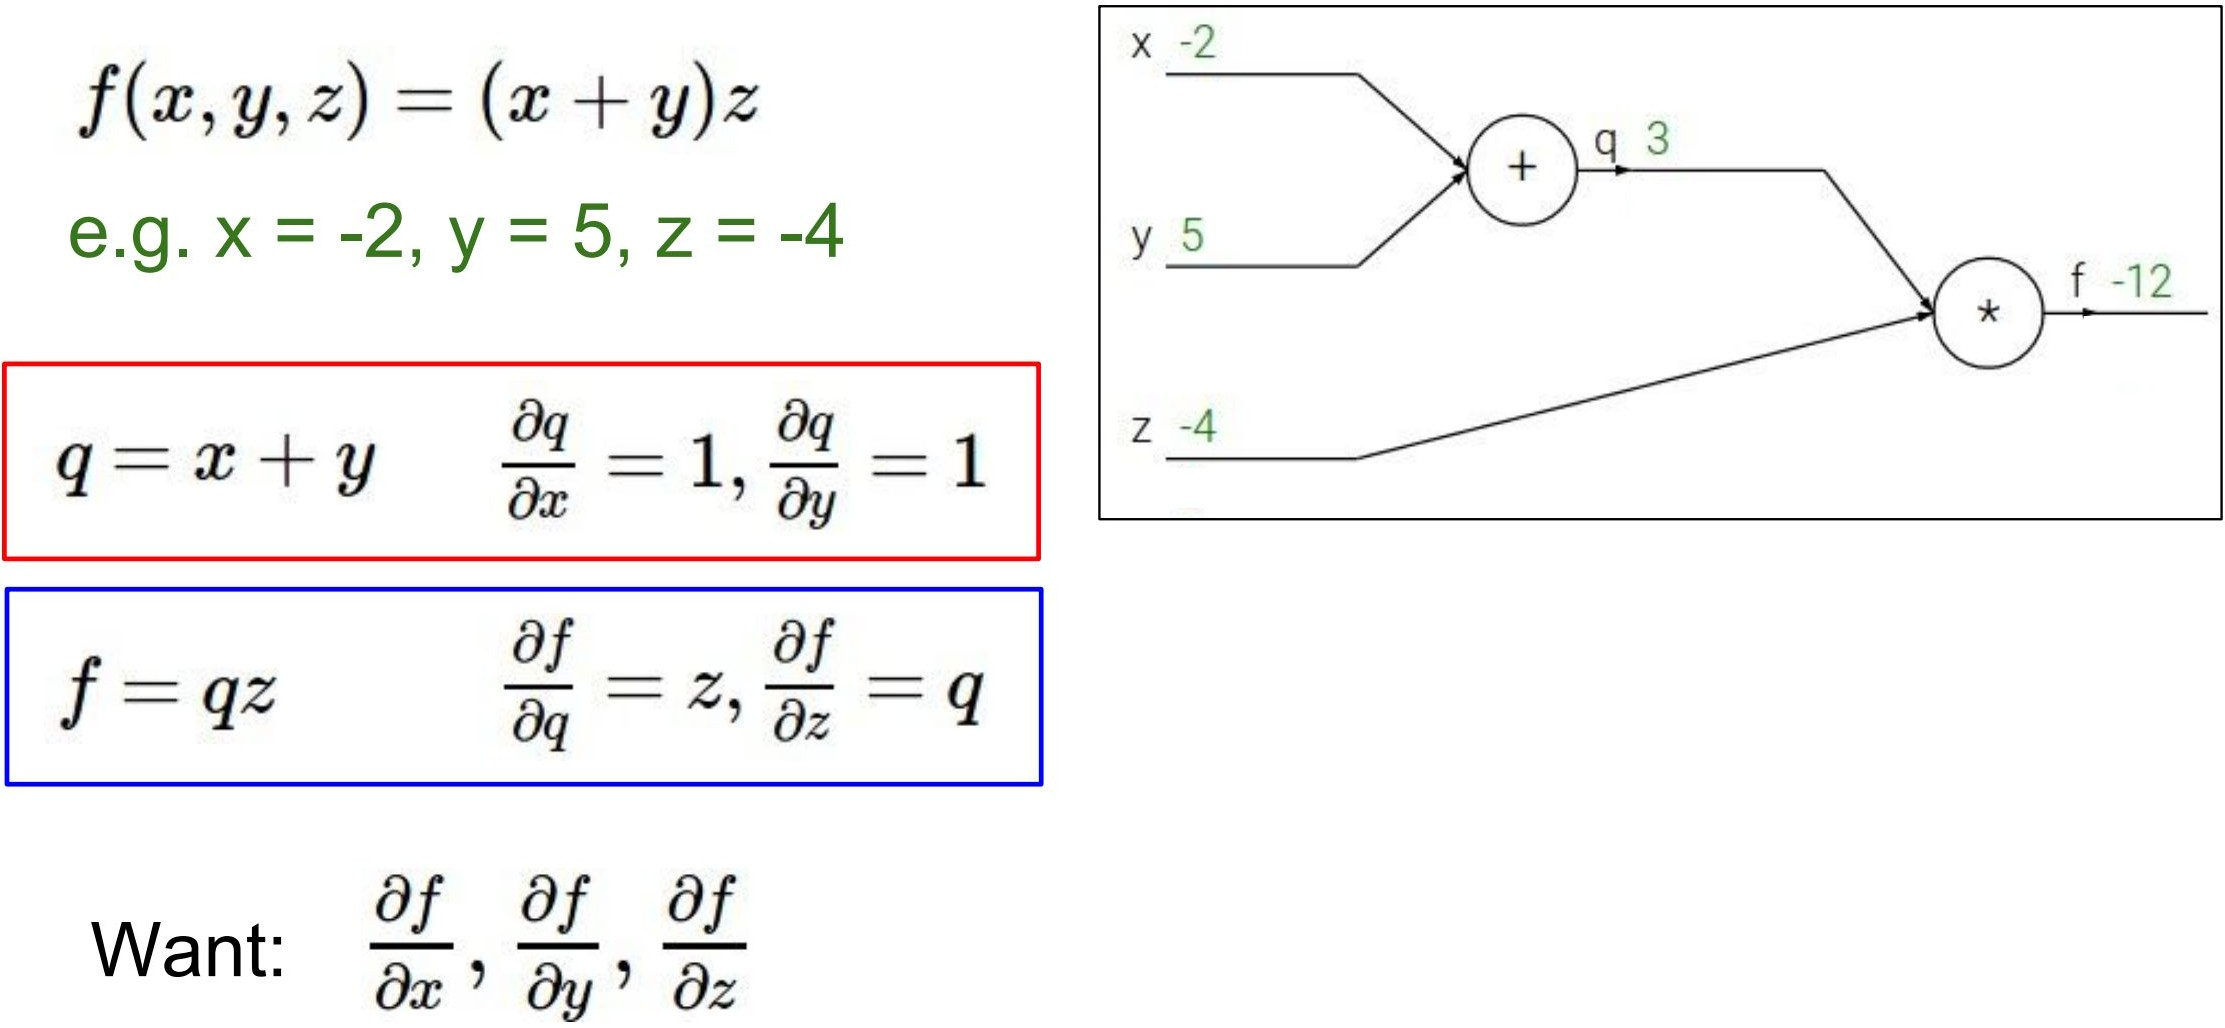 f(x, y, z) = (x + y)z
e.g. x = -2, y = 5, z = -4
q = x + y ∂q/∂x = 1, ∂q/∂y = 1
f = qz ∂f/∂q = z, ∂f/∂z = q
Want: ∂f/∂x, ∂f/∂y, ∂f/∂z
x -2
+
q 3
y 5
*
f -12
z -4